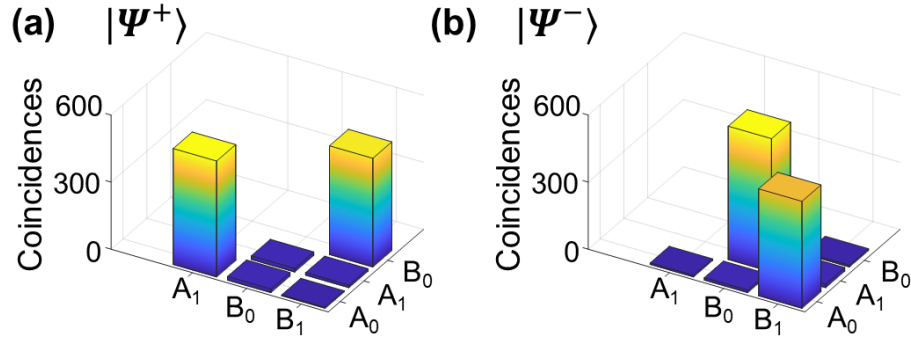 (a) |Ψ⁺⟩
Coincidences
600
300
0
A₁
B₀
B₁
A₀
A₁
B₀
(b) |Ψ⁻⟩
Coincidences
600
300
0
A₁
B₀
B₁
A₀
A₁
B₀